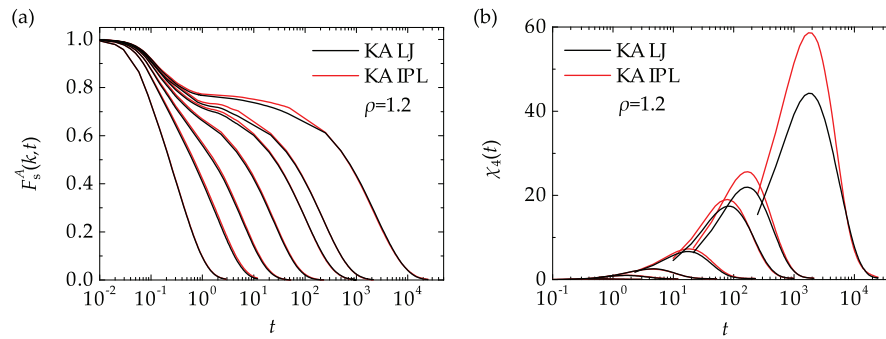 (a)
1.0
0.8
0.6
0.4
0.2
0.0
F_s^A(k,t)
KA LJ
KA IPL
ρ=1.2
10^-2 10^-1 10^0 10^1 10^2 10^3 10^4
t
(b)
60
40
20
0
χ_4(t)
KA LJ
KA IPL
ρ=1.2
10^-1 10^0 10^1 10^2 10^3 10^4
t